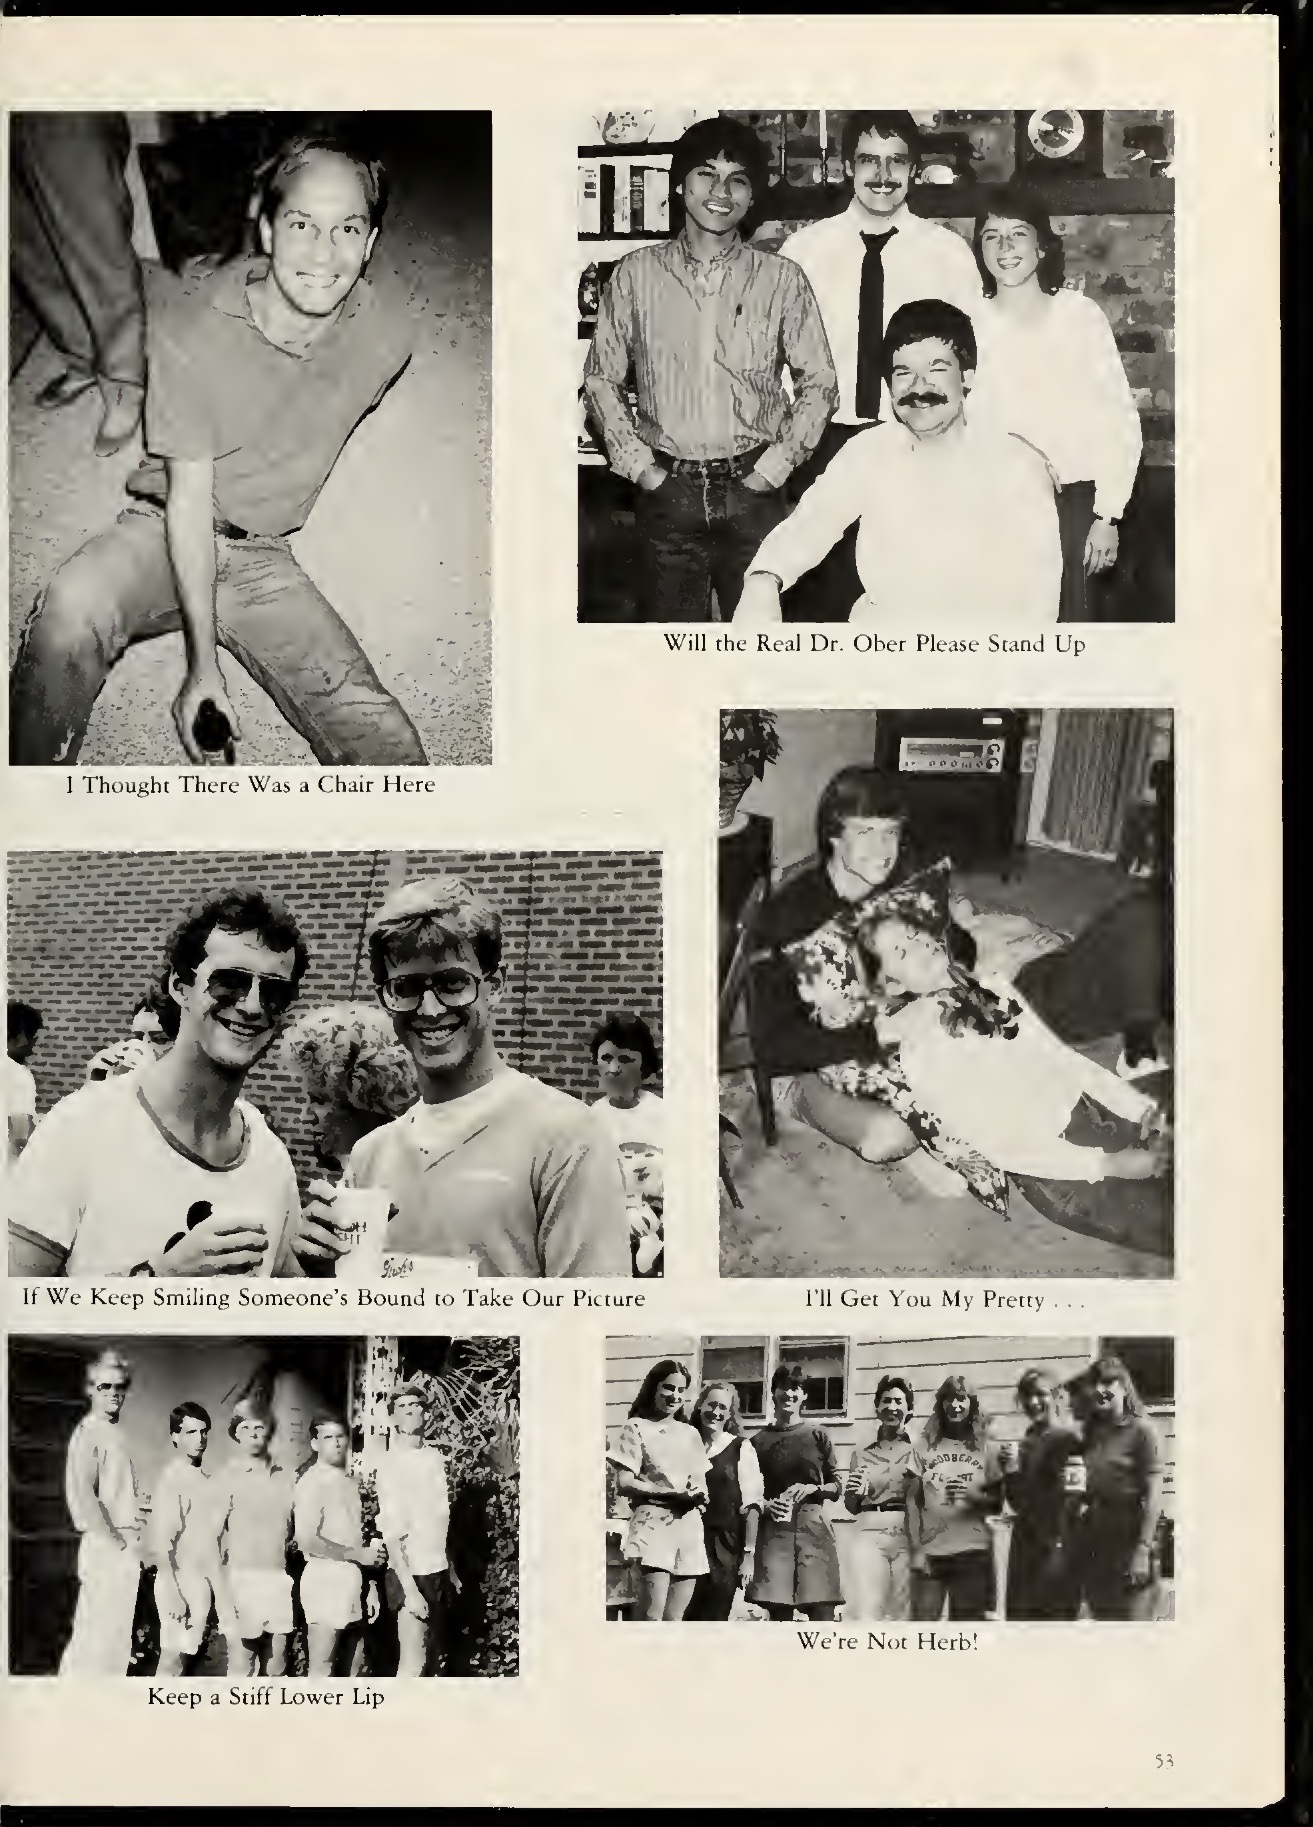 Will the Real Dr. Ober Please Stand Up
I Thought There Was a Chair Here
If We Keep Smiling Someone's Bound to Take Our Picture
I'll Get You My Pretty . . .
WOODBERRY
Keep a Stiff Lower Lip
We're Not Herb!
53